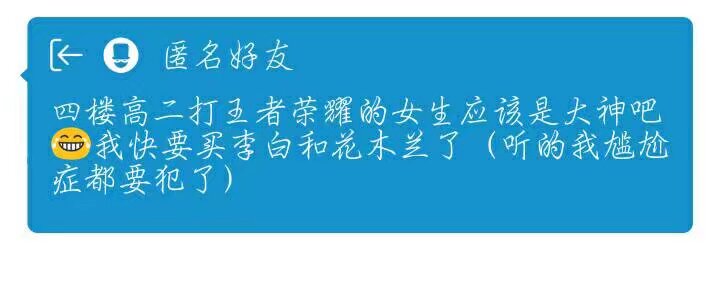 匿名好友
四楼高二打王者荣耀的女生应该是大神吧
😂我快要买李白和花木兰了（听的我尴尬
症都要犯了）